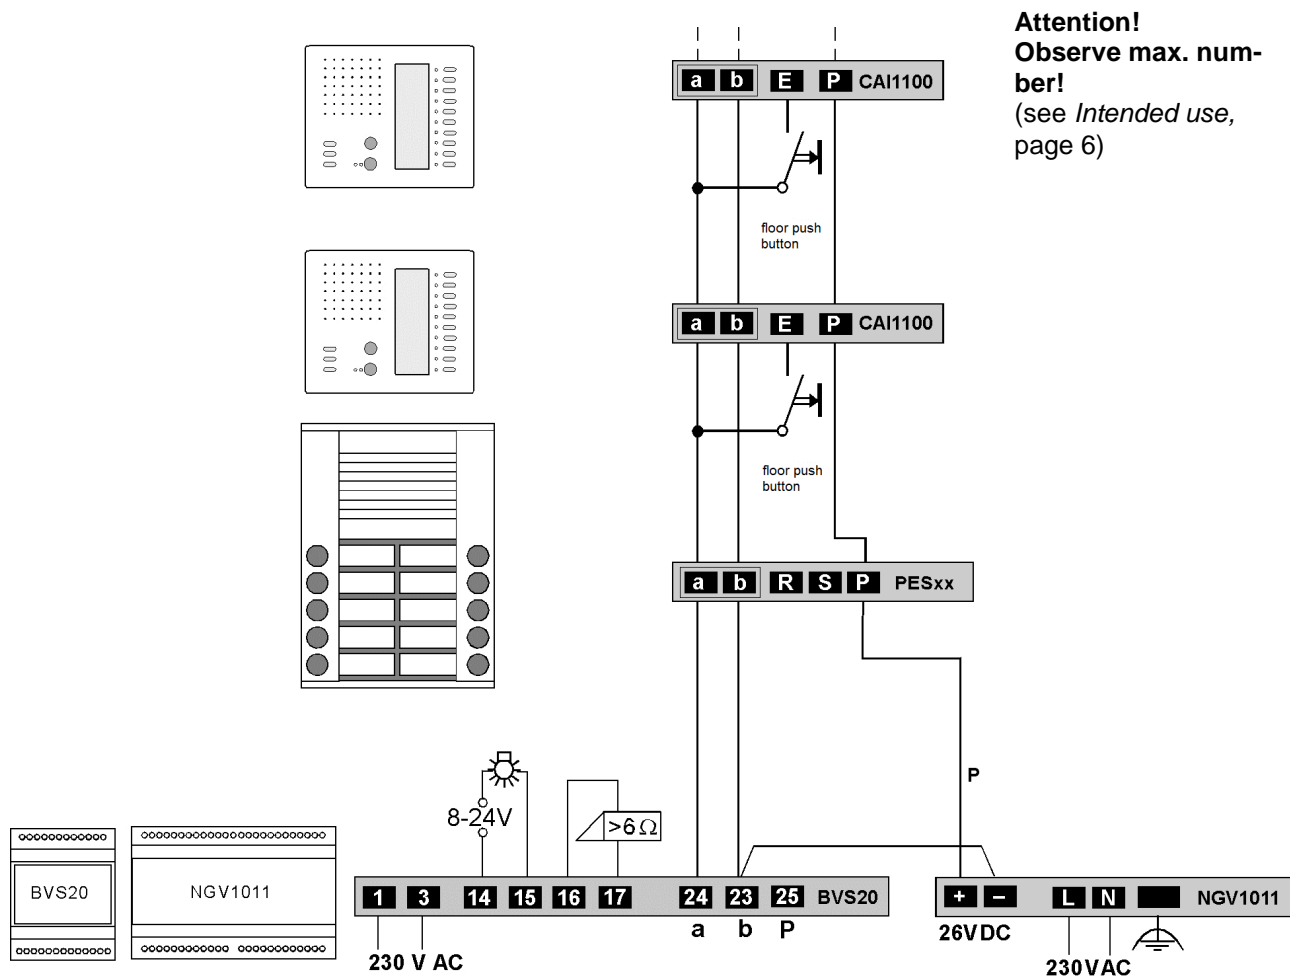 Attention!
Observe max. num-
ber!
(see Intended use,
page 6)
a b E P CAI1100
floor push
button
a b E P CAI1100
floor push
button
a b R S P PESxx
P
8-24V
>6 Ω
BVS20
NGV1011
1 3 14 15 16 17 24 23 25 BVS20
a b P
230 V AC
+ − L N NGV1011
26VDC
230VAC